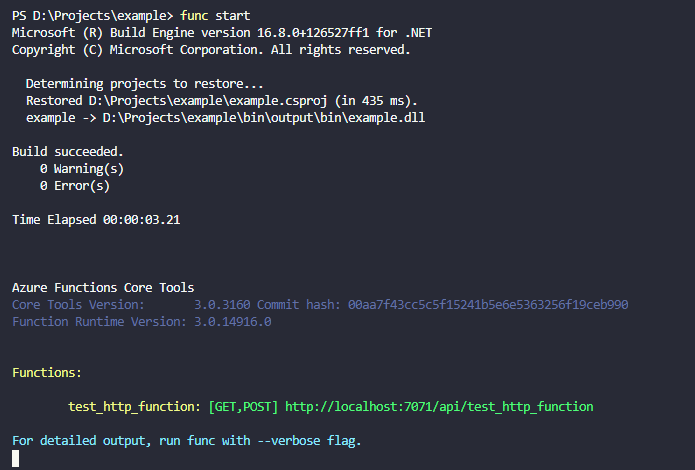 PS D:\Projects\example> func start
Microsoft (R) Build Engine version 16.8.0+126527ff1 for .NET
Copyright (C) Microsoft Corporation. All rights reserved.
Determining projects to restore...
Restored D:\Projects\example\example.csproj (in 435 ms).
example -> D:\Projects\example\bin\output\bin\example.dll
Build succeeded.
0 Warning(s)
0 Error(s)
Time Elapsed 00:00:03.21
Azure Functions Core Tools
Core Tools Version: 3.0.3160 Commit hash: 00aa7f43cc5c5f15241b5e6e5363256f19ceb990
Function Runtime Version: 3.0.14916.0
Functions:
test_http_function: [GET,POST] http://localhost:7071/api/test_http_function
For detailed output, run func with --verbose flag.